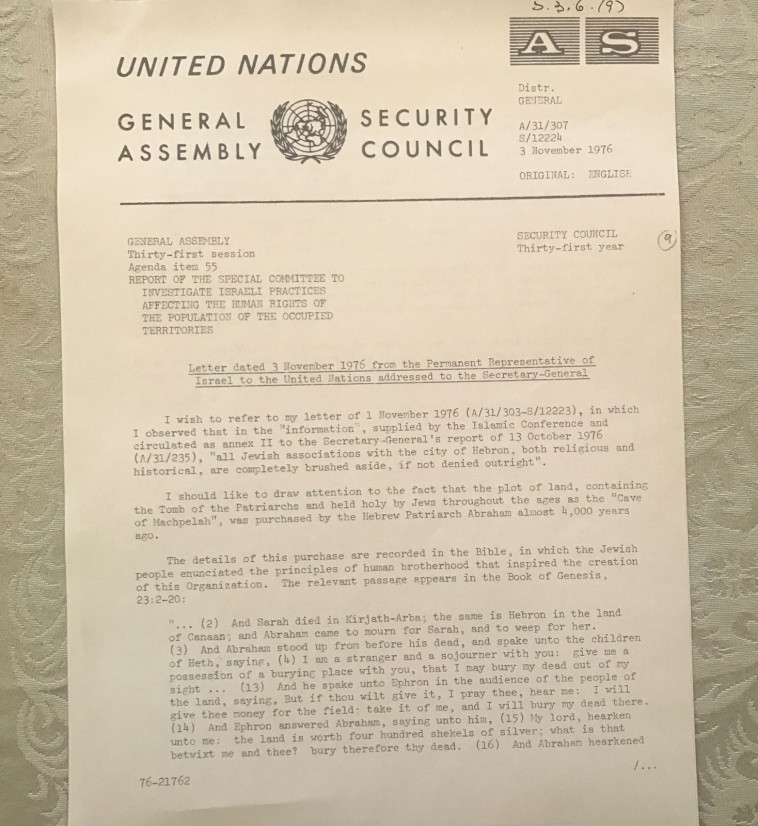 UNITED NATIONS
A S
GENERAL ASSEMBLY
SECURITY COUNCIL
Distr.
GENERAL
A/31/307
S/12224
3 November 1976
ORIGINAL: ENGLISH
GENERAL ASSEMBLY
Thirty-first session
Agenda item 55
REPORT OF THE SPECIAL COMMITTEE TO
INVESTIGATE ISRAELI PRACTICES
AFFECTING THE HUMAN RIGHTS OF
THE POPULATION OF THE OCCUPIED
TERRITORIES
SECURITY COUNCIL
Thirty-first year
9
Letter dated 3 November 1976 from the Permanent Representative of
Israel to the United Nations addressed to the Secretary-General
I wish to refer to my letter of 1 November 1976 (A/31/303-S/12223), in which
I observed that in the "information", supplied by the Islamic Conference and
circulated as annex II to the Secretary-General's report of 13 October 1976
(A/31/235), "all Jewish associations with the city of Hebron, both religious and
historical, are completely brushed aside, if not denied outright".
I should like to draw attention to the fact that the plot of land, containing
the Tomb of the Patriarchs and held holy by Jews throughout the ages as the "Cave
of Machpelah", was purchased by the Hebrew Patriarch Abraham almost 4,000 years
ago.
The details of this purchase are recorded in the Bible, in which the Jewish
people enunciated the principles of human brotherhood that inspired the creation
of this Organization. The relevant passage appears in the Book of Genesis,
23:2-20:
"... (2) And Sarah died in Kirjath-Arba; the same is Hebron in the land
of Canaan; and Abraham came to mourn for Sarah, and to weep for her.
(3) And Abraham stood up from before his dead, and spake unto the children
of Heth, saying, (4) I am a stranger and a sojourner with you: give me a
possession of a burying place with you, that I may bury my dead out of my
sight ... (13) And he spake unto Ephron in the audience of the people of
the land, saying, But if thou wilt give it, I pray thee, hear me: I will
give thee money for the field: take it of me, and I will bury my dead there.
(14) And Ephron answered Abraham, saying unto him, (15) My lord, hearken
unto me: the land is worth four hundred shekels of silver; what is that
betwixt me and thee? bury therefore thy dead. (16) And Abraham hearkened
/...
76-21762